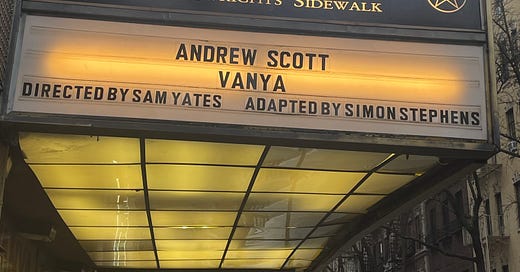 SIDEWALK
ANDREW SCOTT
VANYA
DIRECTED BY SAM YATES ADAPTED BY SIMON STEPHENS